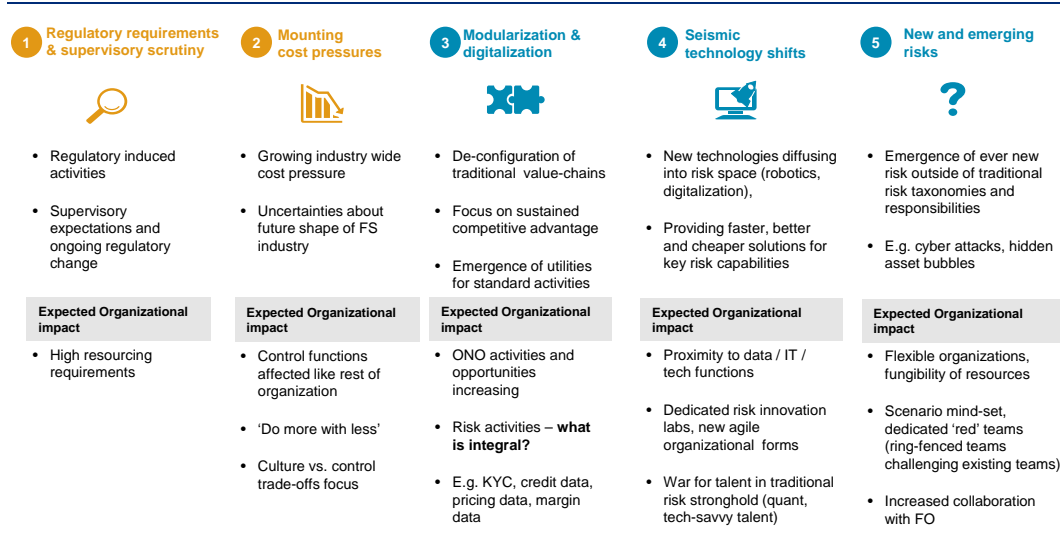 1
Regulatory requirements
& supervisory scrutiny
• Regulatory induced
activities
• Supervisory
expectations and
ongoing regulatory
change
Expected Organizational
impact
• High resourcing
requirements
2
Mounting
cost pressures
• Growing industry wide
cost pressure
• Uncertainties about
future shape of FS
industry
Expected Organizational
impact
• Control functions
affected like rest of
organization
• ‘Do more with less’
• Culture vs. control
trade-offs focus
3
Modularization &
digitalization
• De-configuration of
traditional value-chains
• Focus on sustained
competitive advantage
• Emergence of utilities
for standard activities
Expected Organizational
impact
• ONO activities and
opportunities
increasing
• Risk activities – what
is integral?
• E.g. KYC, credit data,
pricing data, margin
data
4
Seismic
technology shifts
• New technologies diffusing
into risk space (robotics,
digitalization),
• Providing faster, better
and cheaper solutions for
key risk capabilities
Expected Organizational
impact
• Proximity to data / IT /
tech functions
• Dedicated risk innovation
labs, new agile
organizational forms
• War for talent in traditional
risk stronghold (quant,
tech-savvy talent)
5
New and emerging
risks
?
• Emergence of ever new
risk outside of traditional
risk taxonomies and
responsibilities
• E.g. cyber attacks, hidden
asset bubbles
Expected Organizational
impact
• Flexible organizations,
fungibility of resources
• Scenario mind-set,
dedicated ‘red’ teams
(ring-fenced teams
challenging existing teams)
• Increased collaboration
with FO